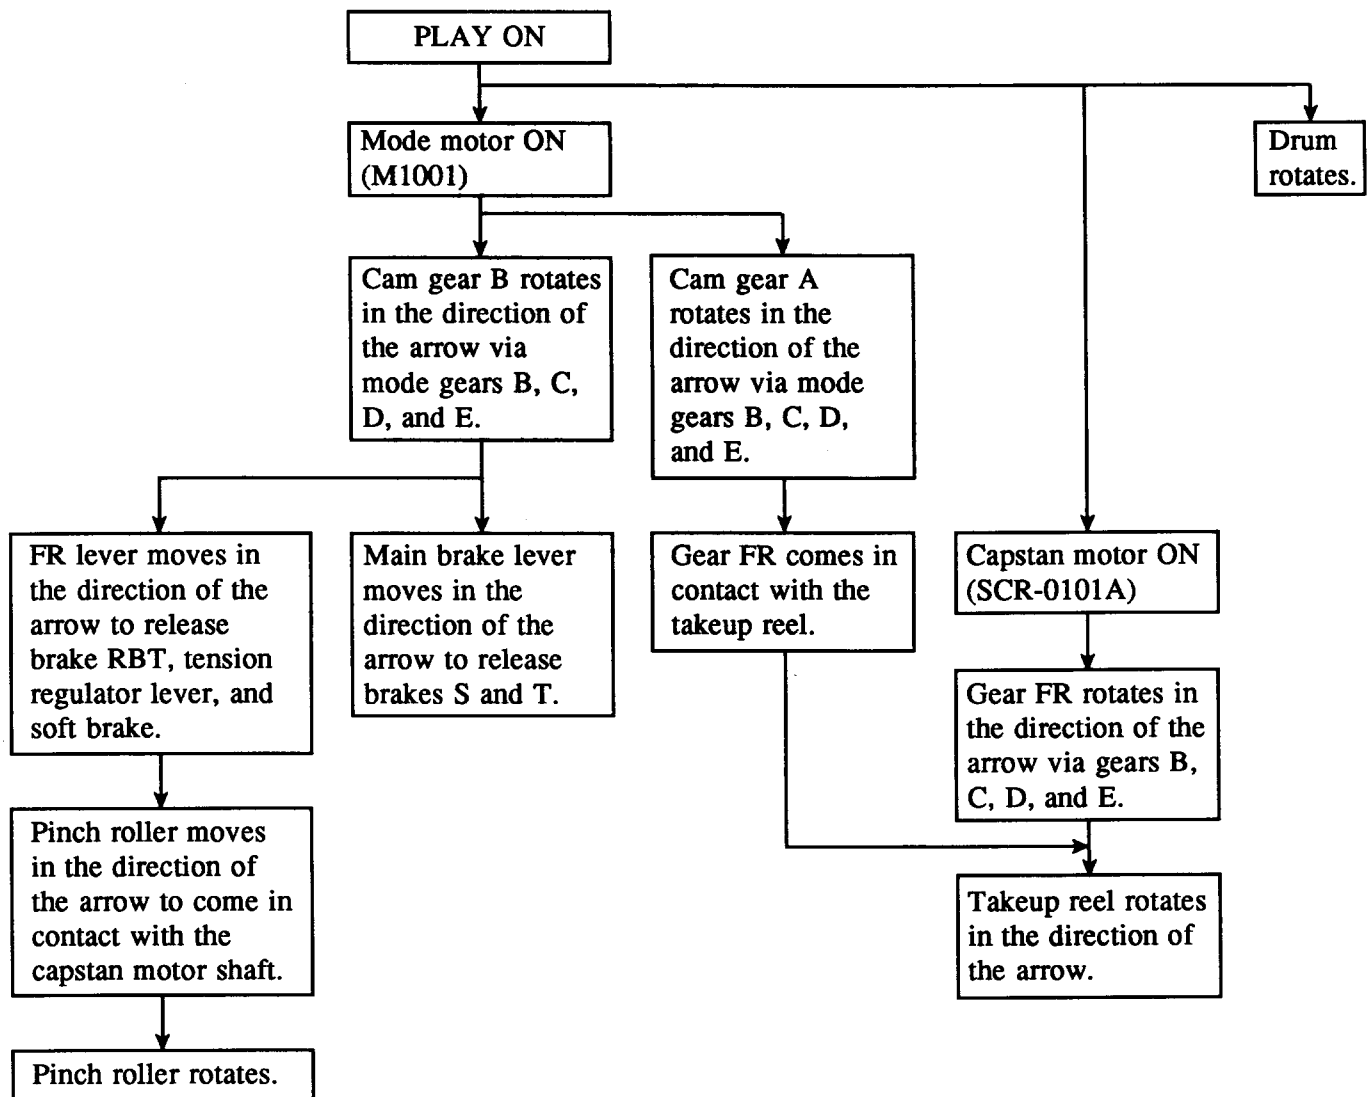 PLAY ON
Mode motor ON
(M1001)
Drum
rotates.
Cam gear B rotates
in the direction of
the arrow via
mode gears B, C,
D, and E.
Cam gear A
rotates in the
direction of the
arrow via mode
gears B, C, D,
and E.
FR lever moves in
the direction of the
arrow to release
brake RBT, tension
regulator lever, and
soft brake.
Main brake lever
moves in the
direction of the
arrow to release
brakes S and T.
Gear FR comes in
contact with the
takeup reel.
Capstan motor ON
(SCR-0101A)
Gear FR rotates in
the direction of the
arrow via gears B,
C, D, and E.
Pinch roller moves
in the direction of
the arrow to come in
contact with the
capstan motor shaft.
Takeup reel rotates
in the direction of
the arrow.
Pinch roller rotates.